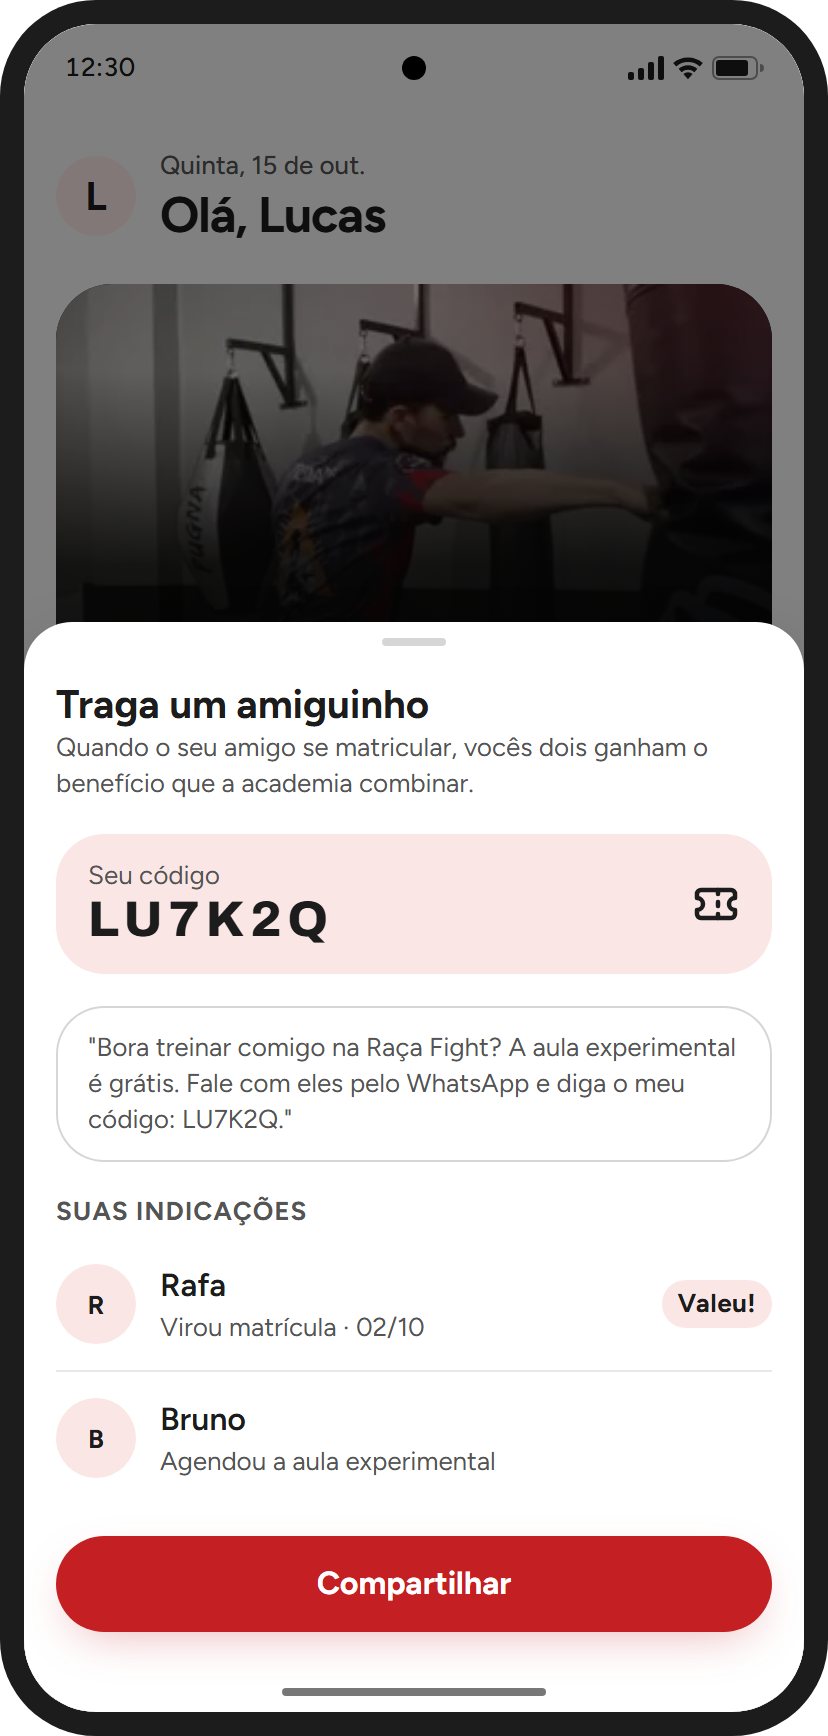 12:30
Quinta, 15 de out.
L
Olá, Lucas
PUGNA
Traga um amiguinho
Quando o seu amigo se matricular, vocês dois ganham o
benefício que a academia combinar.
Seu código
LU7K2Q
"Bora treinar comigo na Raça Fight? A aula experimental
é grátis. Fale com eles pelo WhatsApp e diga o meu
código: LU7K2Q."
SUAS INDICAÇÕES
R
Rafa
Virou matrícula · 02/10
Valeu!
B
Bruno
Agendou a aula experimental
Compartilhar